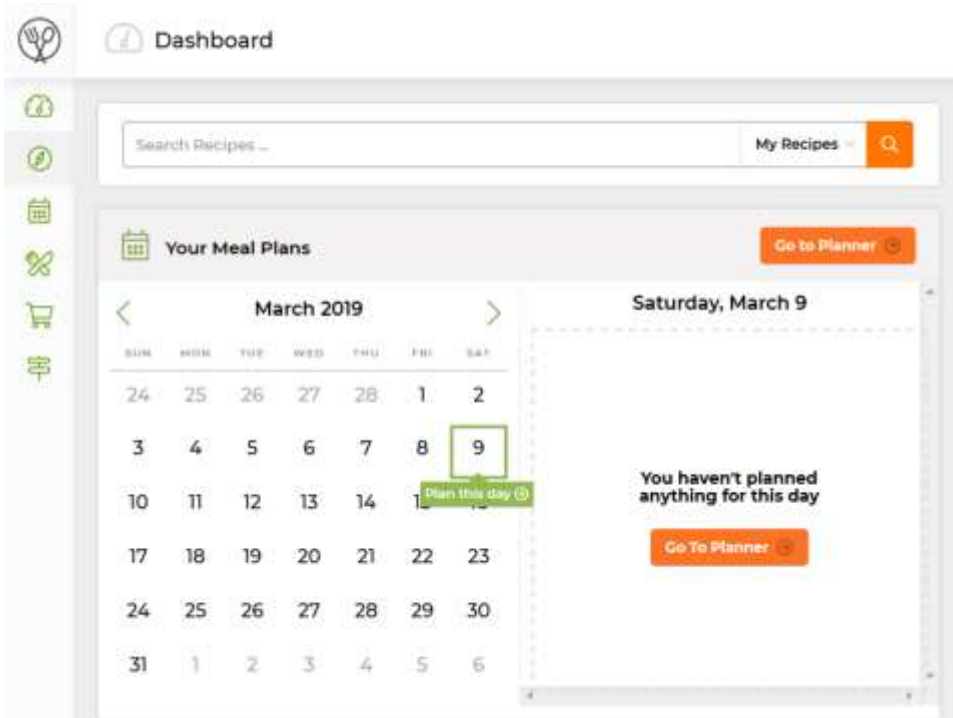 Dashboard
Search Recipes ...
My Recipes
Your Meal Plans
Go to Planner
March 2019
SUN MON TUE WED THU FRI SAT
24 25 26 27 28 1 2
3 4 5 6 7 8 9
Plan this day
10 11 12 13 14
17 18 19 20 21 22 23
24 25 26 27 28 29 30
31 1 2 3 4 5 6
Saturday, March 9
You haven't planned
anything for this day
Go To Planner